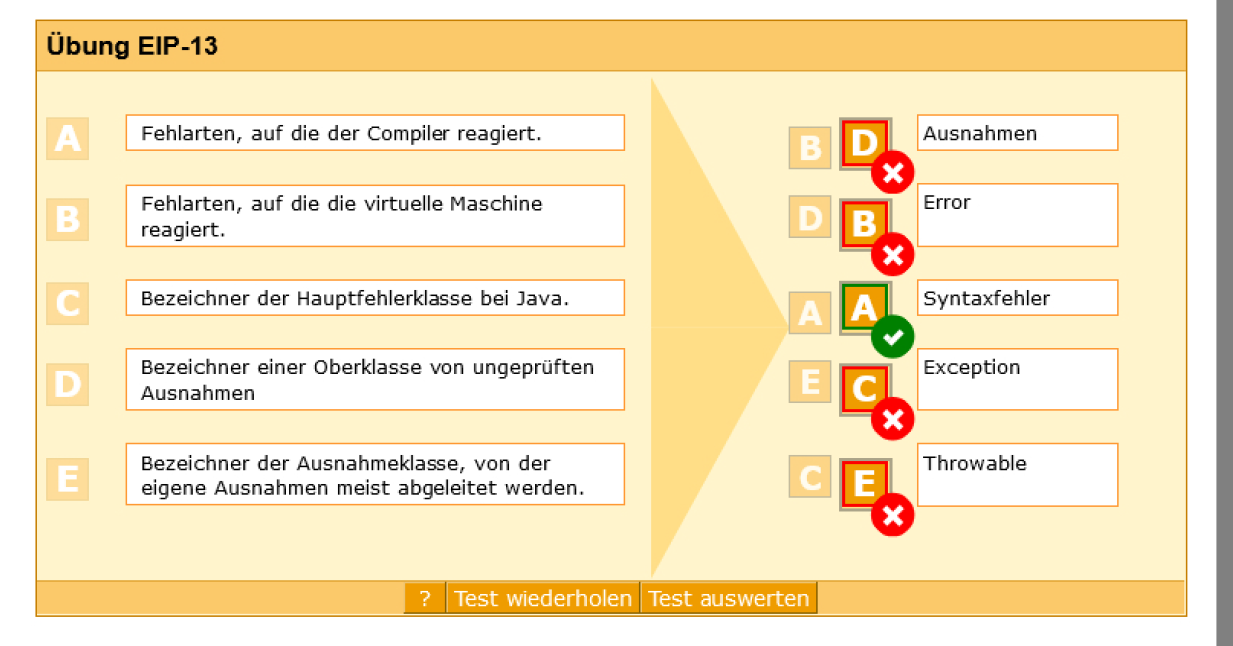 Übung EIP-13
A
Fehlarten, auf die der Compiler reagiert.
B D Ausnahmen
B
Fehlarten, auf die die virtuelle Maschine
reagiert.
D B Error
C
Bezeichner der Hauptfehlerklasse bei Java.
A A Syntaxfehler
D
Bezeichner einer Oberklasse von ungeprüften
Ausnahmen
E C Exception
E
Bezeichner der Ausnahmeklasse, von der
eigene Ausnahmen meist abgeleitet werden.
C E Throwable
? Test wiederholen Test auswerten